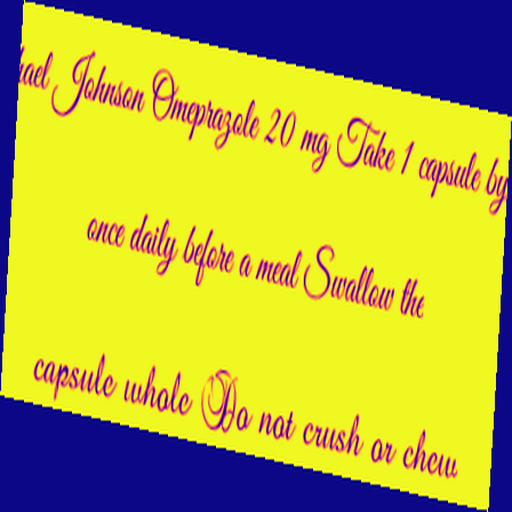 Johnson Omeprazole 20 mg Take 1 capsule by
once daily before a meal Swallow the
capsule whole Do not crush or chew